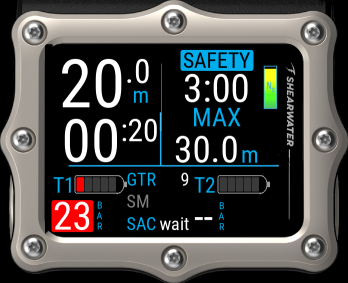 20.0 m
00:20
SAFETY
3:00
MAX
30.0m
T1 GTR 9 T2
SM
23 BAR SAC wait -- BAR
N₂
SHEARWATER